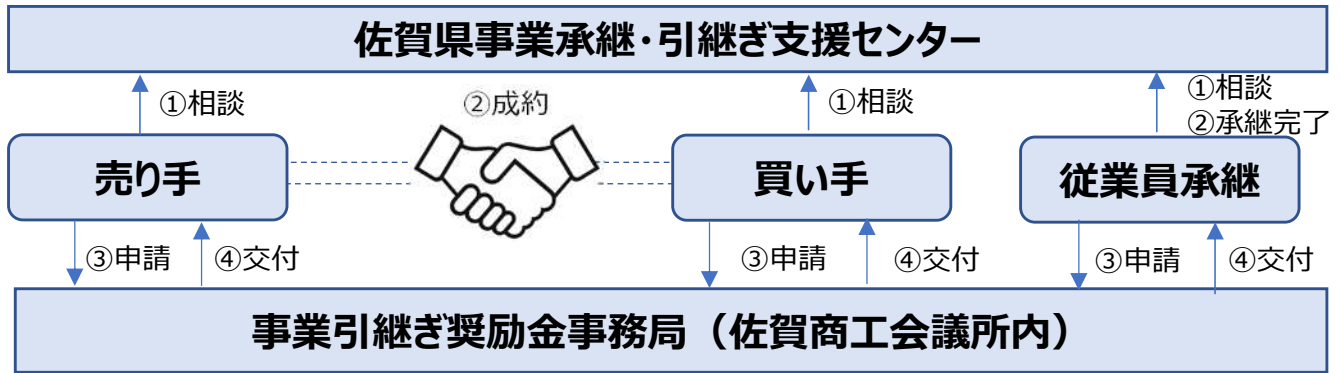 佐賀県事業承継・引継ぎ支援センター
①相談
②成約
①相談
①相談
②承継完了
売り手
買い手
従業員承継
③申請
④交付
③申請
④交付
③申請
④交付
事業引継ぎ奨励金事務局（佐賀商工会議所内）